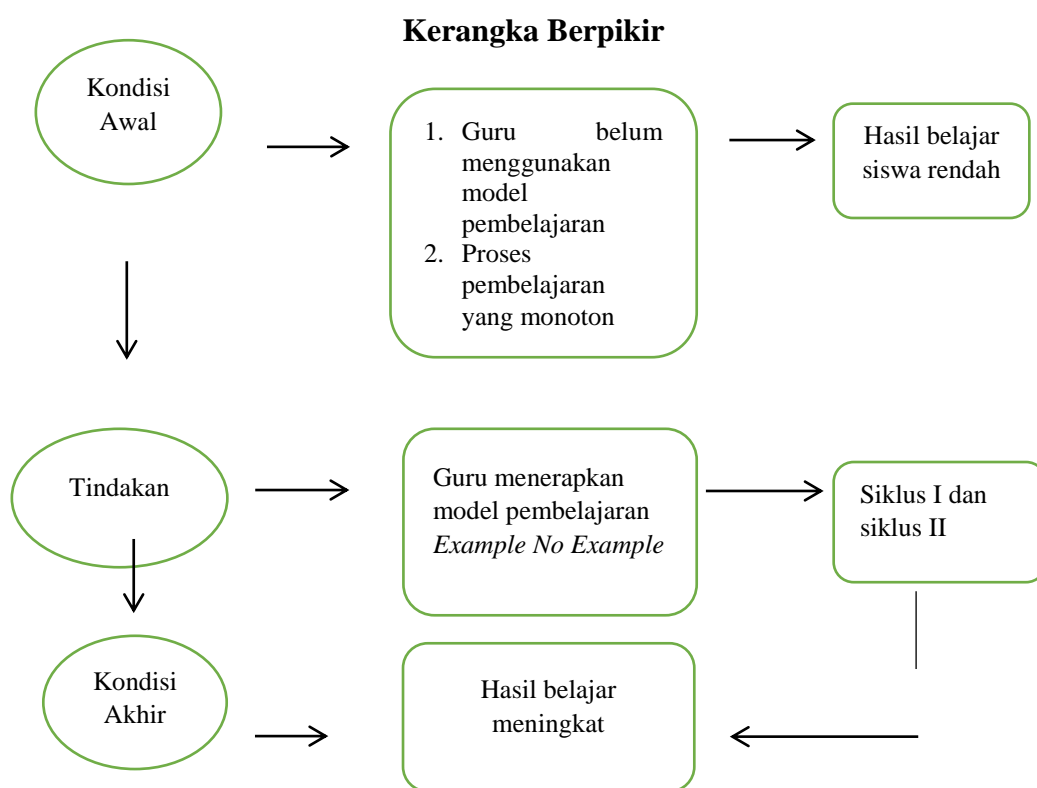 Kerangka Berpikir
Kondisi
Awal
1. Guru belum
menggunakan
model
pembelajaran
2. Proses
pembelajaran
yang monoton
Hasil belajar
siswa rendah
Tindakan
Guru menerapkan
model pembelajaran
Example No Example
Siklus I dan
siklus II
Kondisi
Akhir
Hasil belajar
meningkat